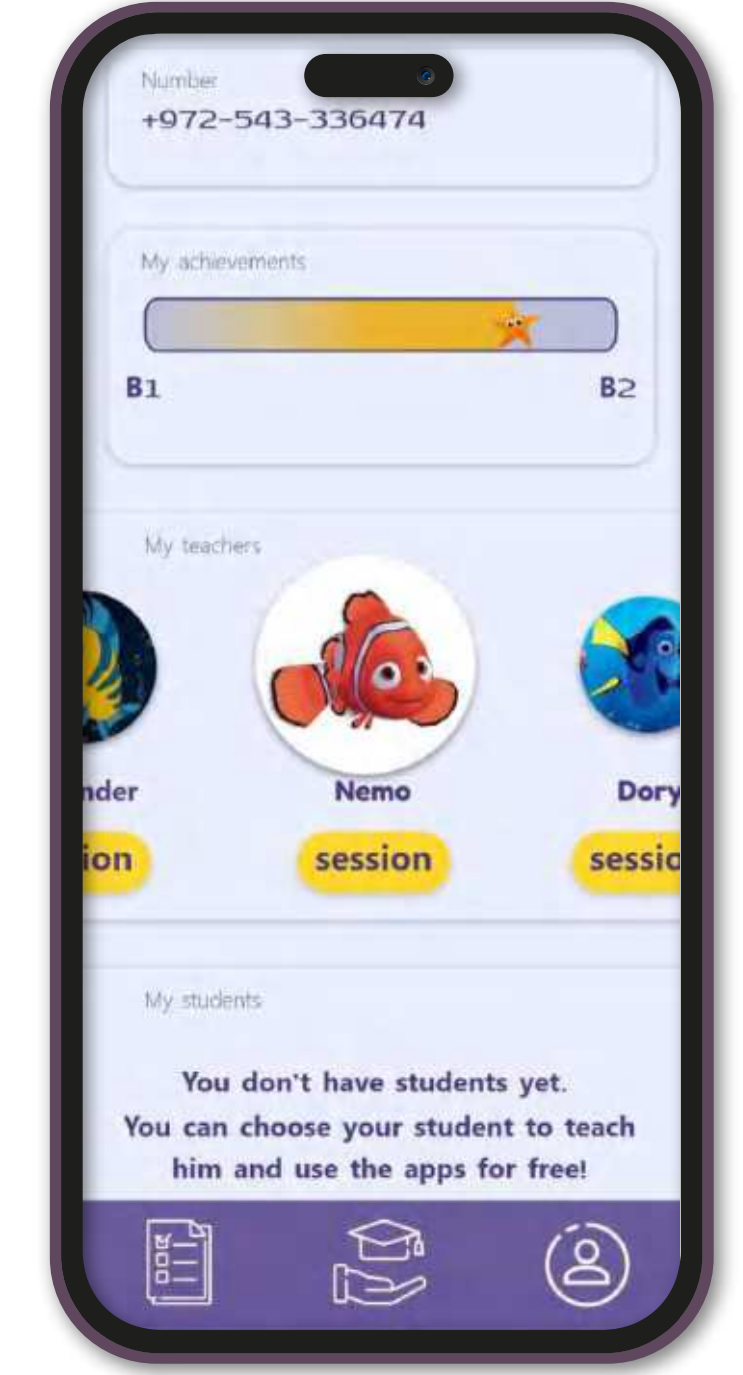 Number
+972-543-336474
My achievements
B1 B2
My teachers
nder Nemo Dory
ion session sessio
My students
You don't have students yet.
You can choose your student to teach
him and use the apps for free!